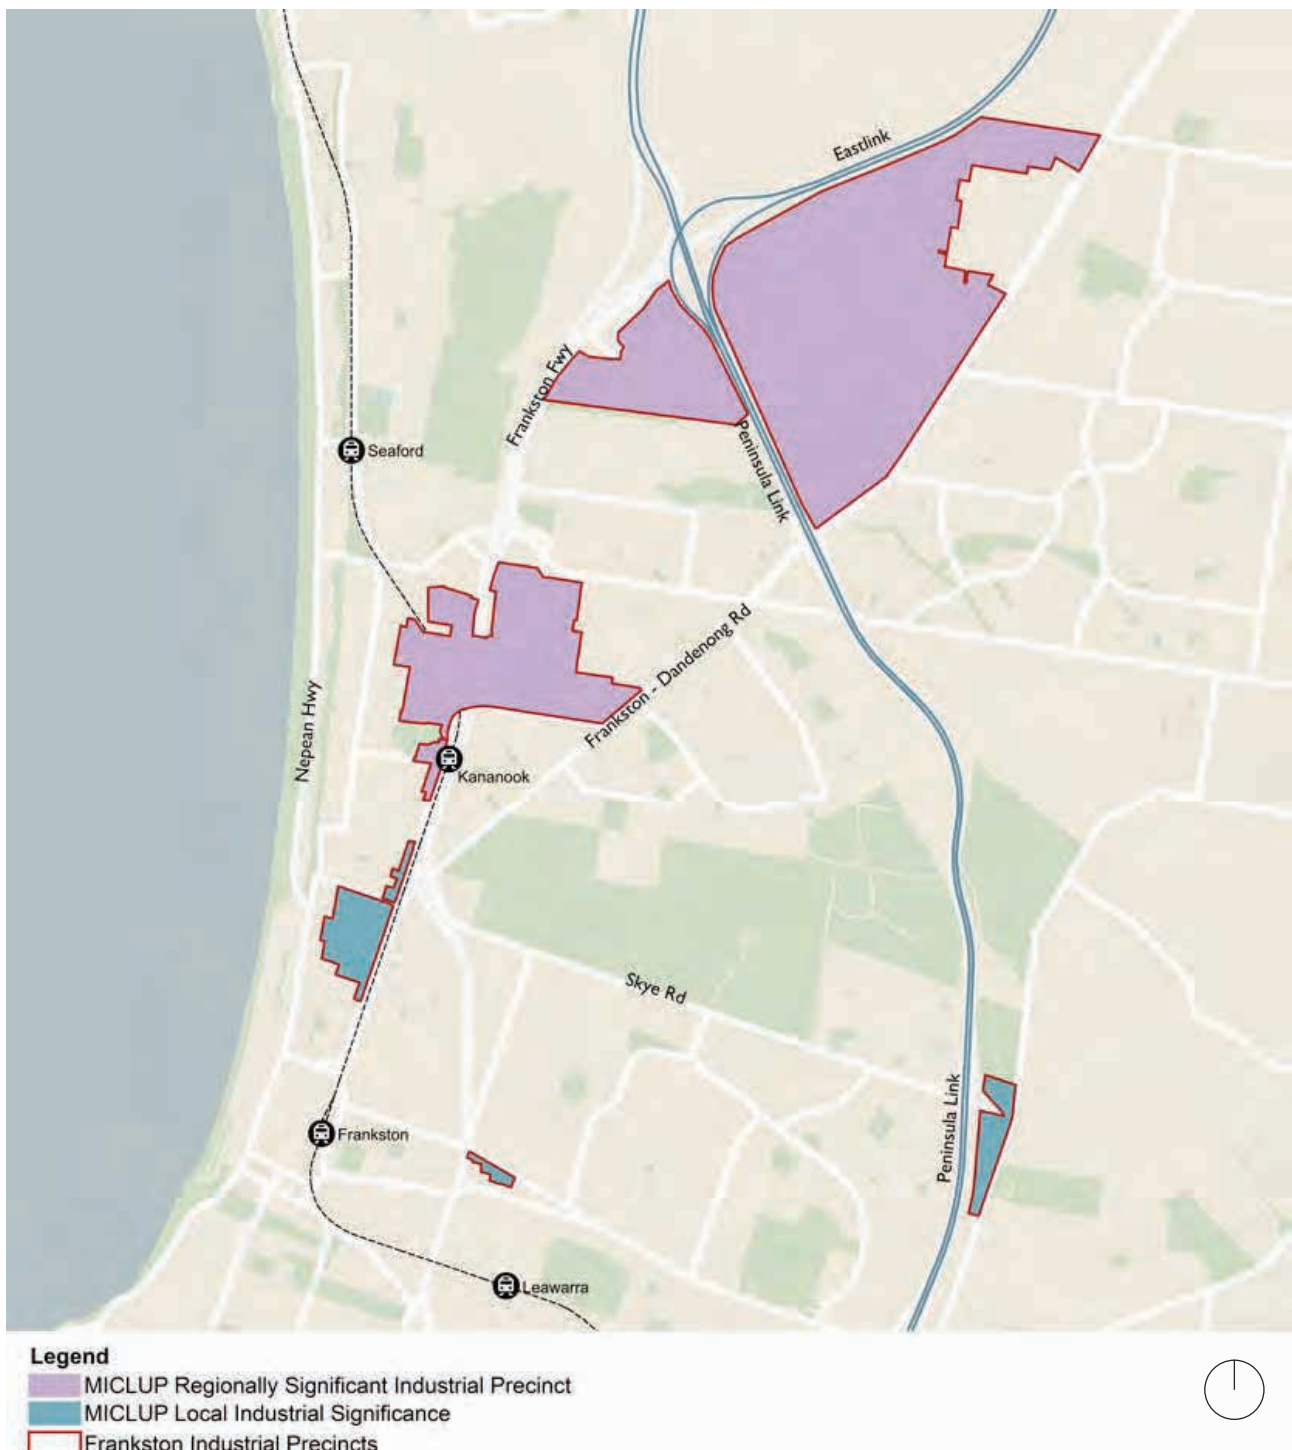 Eastlink
Frankston Fwy
Seaford
Peninsula Link
Frankston - Dandenong Rd
Nepean Hwy
Kananook
Skye Rd
Peninsula Link
Frankston
Leawarra
Legend
MICLUP Regionally Significant Industrial Precinct
MICLUP Local Industrial Significance
Frankston Industrial Precincts